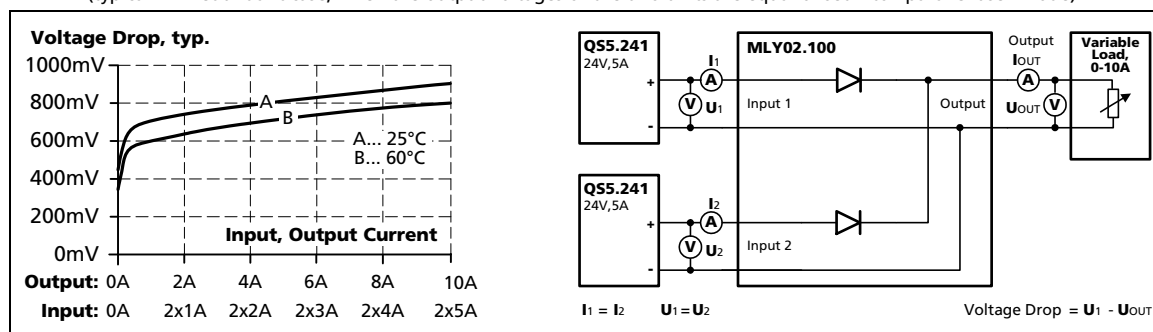 Voltage Drop, typ.
1000mV
800mV
600mV
400mV
200mV
0mV
A
B
A... 25°C
B... 60°C
Input, Output Current
Output: 0A 2A 4A 6A 8A 10A
Input: 0A 2x1A 2x2A 2x3A 2x4A 2x5A
QS5.241
24V,5A
+
-
I1
A
V U1
MLY02.100
Input 1
Output
Output
IOUT
A
UOUT V
Variable
Load,
0-10A
QS5.241
24V,5A
+
-
I2
A
V U2
Input 2
I1 = I2 U1=U2
Voltage Drop = U1 - UOUT